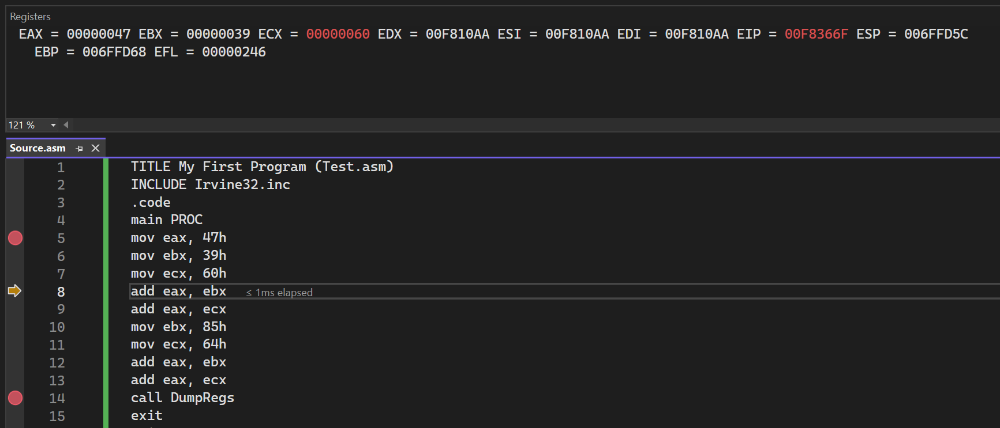 Registers
EAX = 00000047 EBX = 00000039 ECX = 00000060 EDX = 00F810AA ESI = 00F810AA EDI = 00F810AA EIP = 00F8366F ESP = 006FFD5C
EBP = 006FFD68 EFL = 00000246
121 %
Source.asm
1 TITLE My First Program (Test.asm)
2 INCLUDE Irvine32.inc
3 .code
4 main PROC
5 mov eax, 47h
6 mov ebx, 39h
7 mov ecx, 60h
8 add eax, ebx ≤ 1ms elapsed
9 add eax, ecx
10 mov ebx, 85h
11 mov ecx, 64h
12 add eax, ebx
13 add eax, ecx
14 call DumpRegs
15 exit